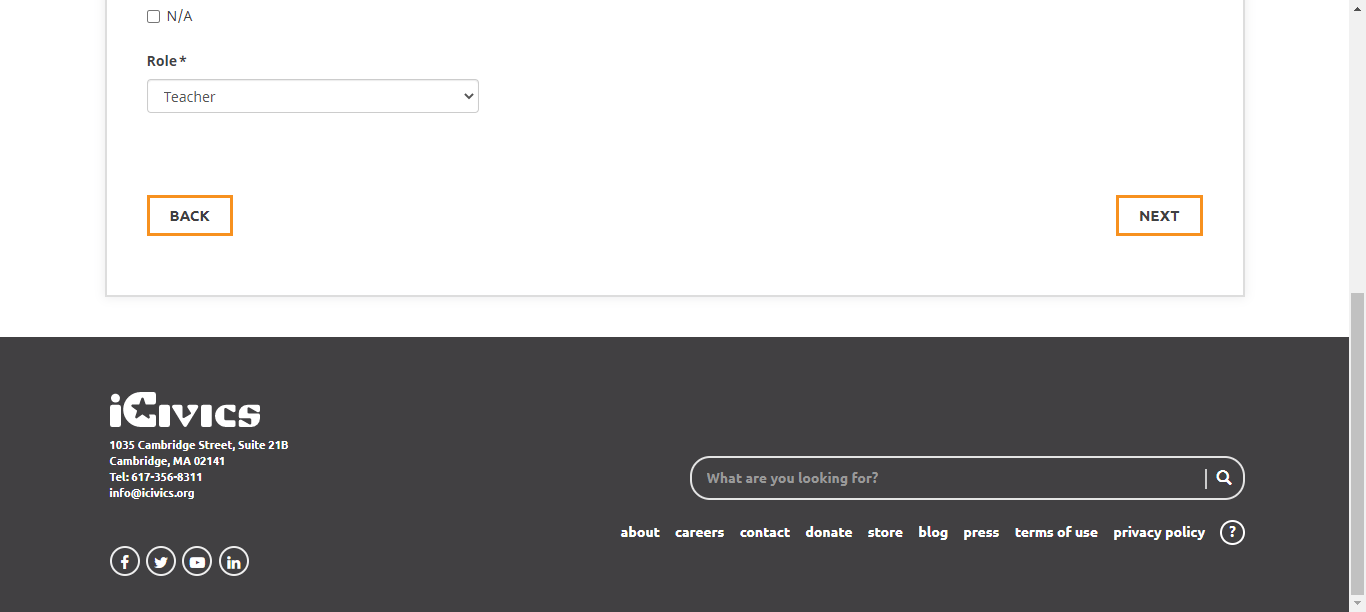 N/A
Role*
Teacher
BACK
NEXT
iCivics
1035 Cambridge Street, Suite 21B
Cambridge, MA 02141
Tel: 617-356-8311
info@icivics.org
What are you looking for?
about careers contact donate store blog press terms of use privacy policy ?